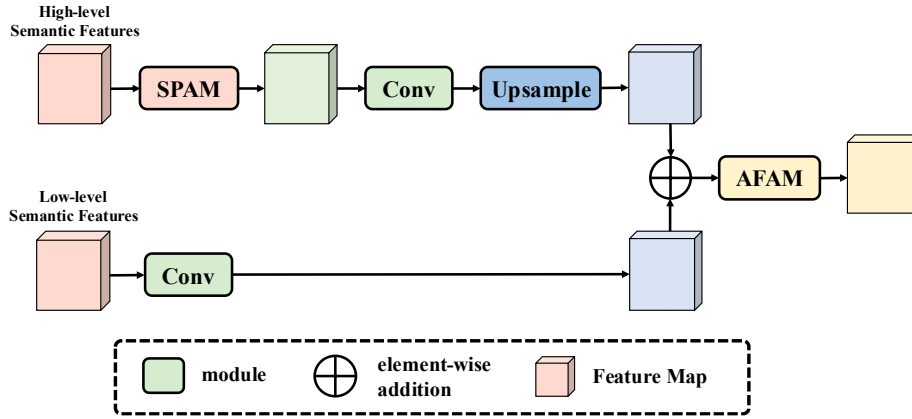 High-level
Semantic Features
SPAM
Conv
Upsample
AFAM
Low-level
Semantic Features
Conv
module
element-wise
addition
Feature Map